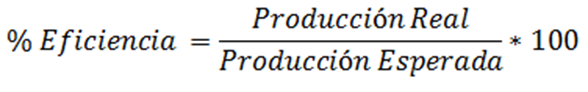 % Eficiencia = Producción Real / Producción Esperada * 100